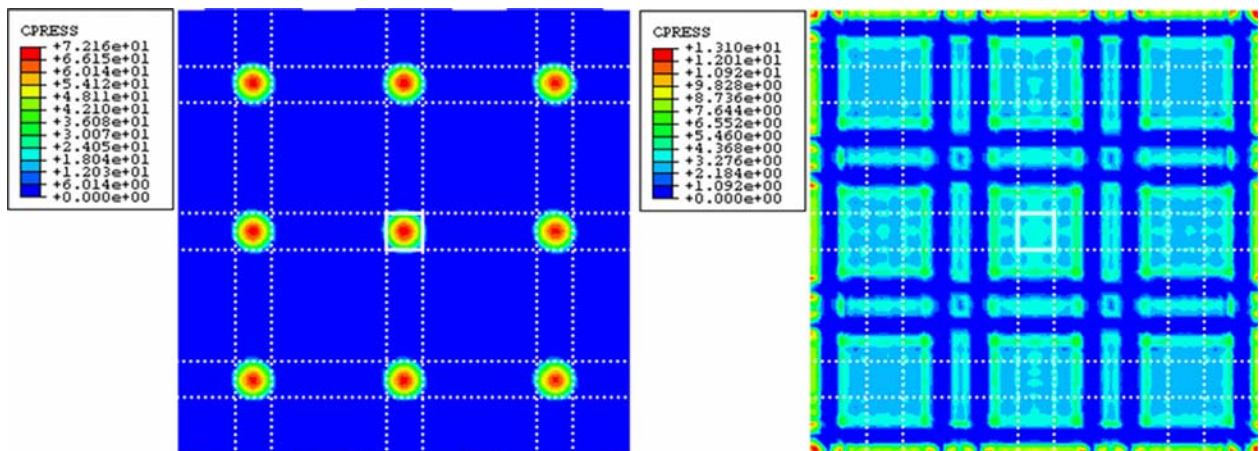 CPRESS
+7.216e+01
+6.615e+01
+6.014e+01
+5.412e+01
+4.811e+01
+4.210e+01
+3.608e+01
+3.007e+01
+2.405e+01
+1.804e+01
+1.203e+01
+6.014e+00
+0.000e+00
CPRESS
+1.310e+01
+1.201e+01
+1.092e+01
+9.828e+00
+8.736e+00
+7.644e+00
+6.552e+00
+5.460e+00
+4.368e+00
+3.276e+00
+2.184e+00
+1.092e+00
+0.000e+00